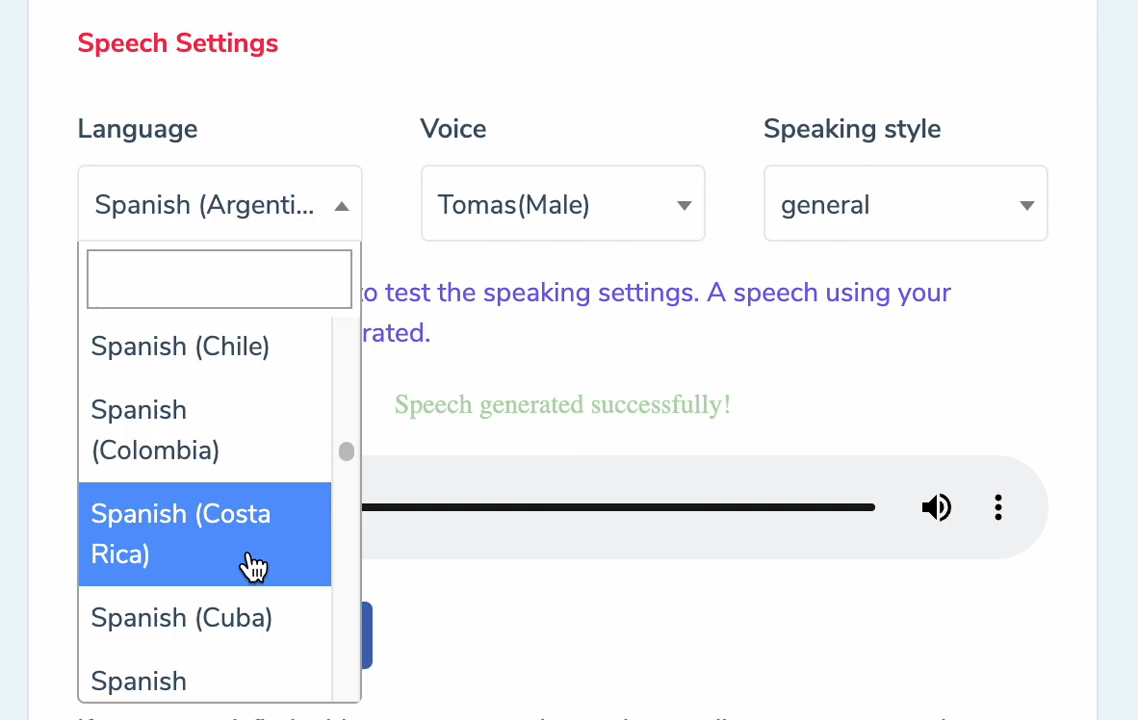 Speech Settings
Language Voice Speaking style
Spanish (Argenti... Tomas(Male) general
to test the speaking settings. A speech using your
rated.
Speech generated successfully!
Spanish (Chile)
Spanish
(Colombia)
Spanish (Costa
Rica)
Spanish (Cuba)
Spanish